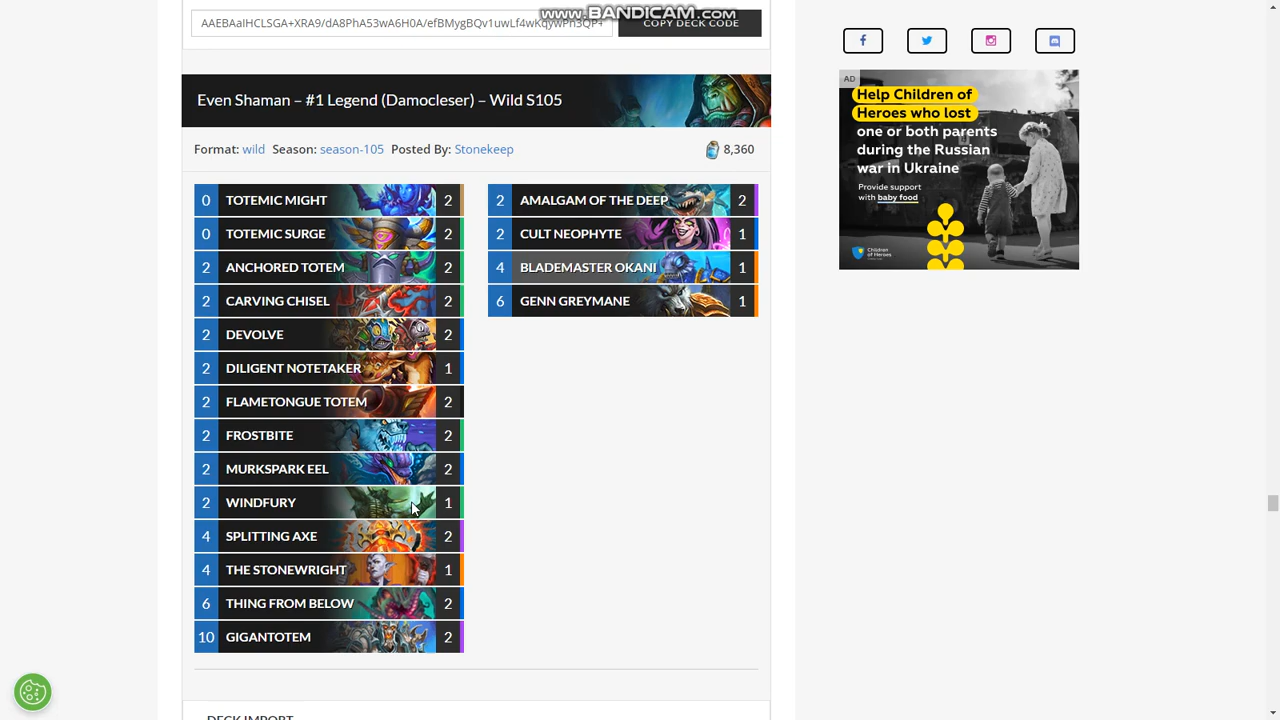 www.BANDICAM.com
COPY DECK CODE
Even Shaman – #1 Legend (Damocleser) – Wild S105
Format: wild Season: season-105 Posted By: Stonekeep 8,360
0 TOTEMIC MIGHT 2
0 TOTEMIC SURGE 2
2 ANCHORED TOTEM 2
2 CARVING CHISEL 2
2 DEVOLVE 2
2 DILIGENT NOTETAKER 1
2 FLAMETONGUE TOTEM 2
2 FROSTBITE 2
2 MURKSPARK EEL 2
2 WINDFURY 1
4 SPLITTING AXE 2
4 THE STONEWRIGHT 1
6 THING FROM BELOW 2
10 GIGANTOTEM 2
2 AMALGAM OF THE DEEP 2
2 CULT NEOPHYTE 1
4 BLADEMASTER OKANI 1
6 GENN GREYMANE 1
AD
Help Children of
Heroes who lost
one or both parents
during the Russian
war in Ukraine
Provide support
with baby food
Children
of Heroes